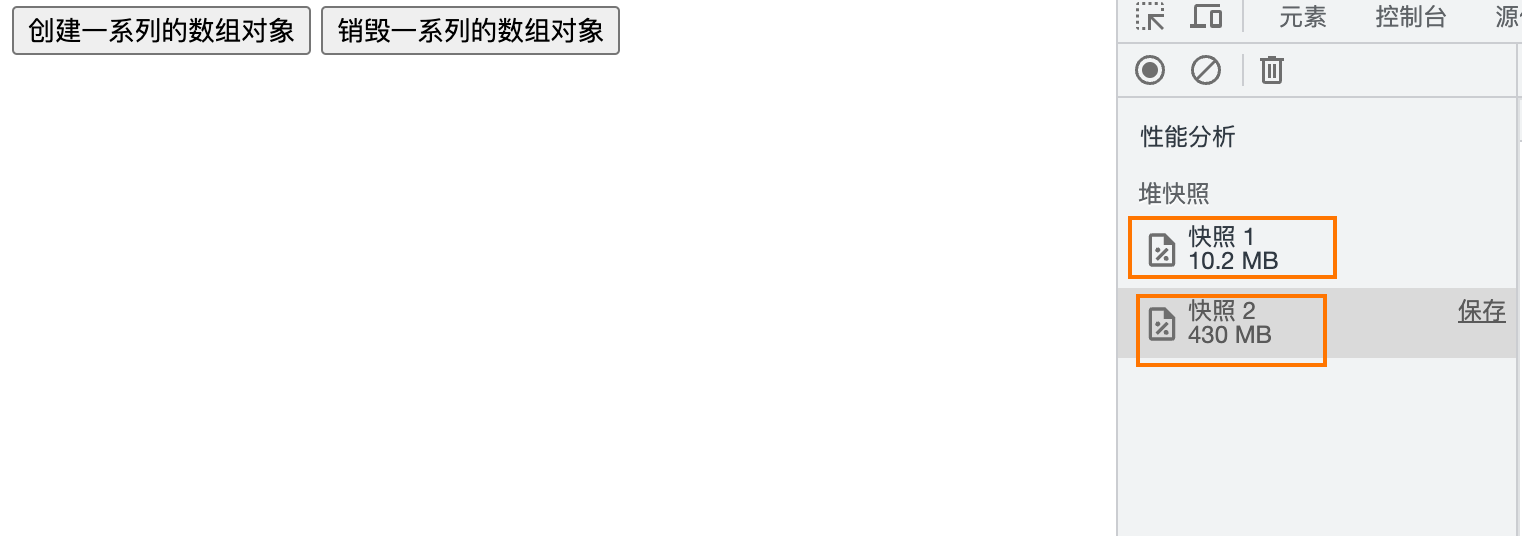 创建一系列的数组对象 销毁一系列的数组对象
元素 控制台 源
性能分析
堆快照
快照 1
10.2 MB
快照 2 保存
430 MB